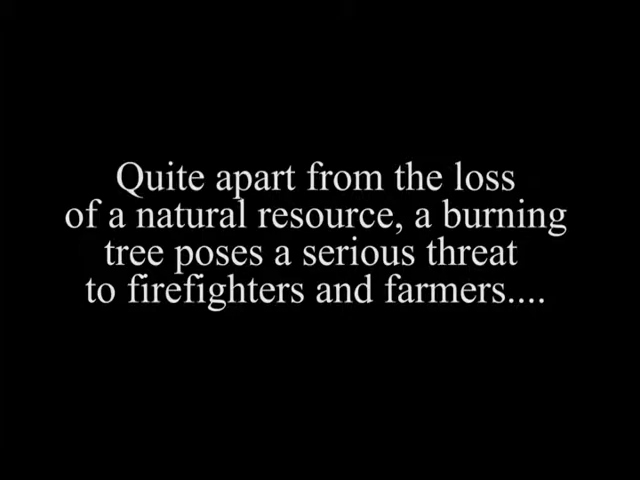 Quite apart from the loss
of a natural resource, a burning
tree poses a serious threat
to firefighters and farmers....